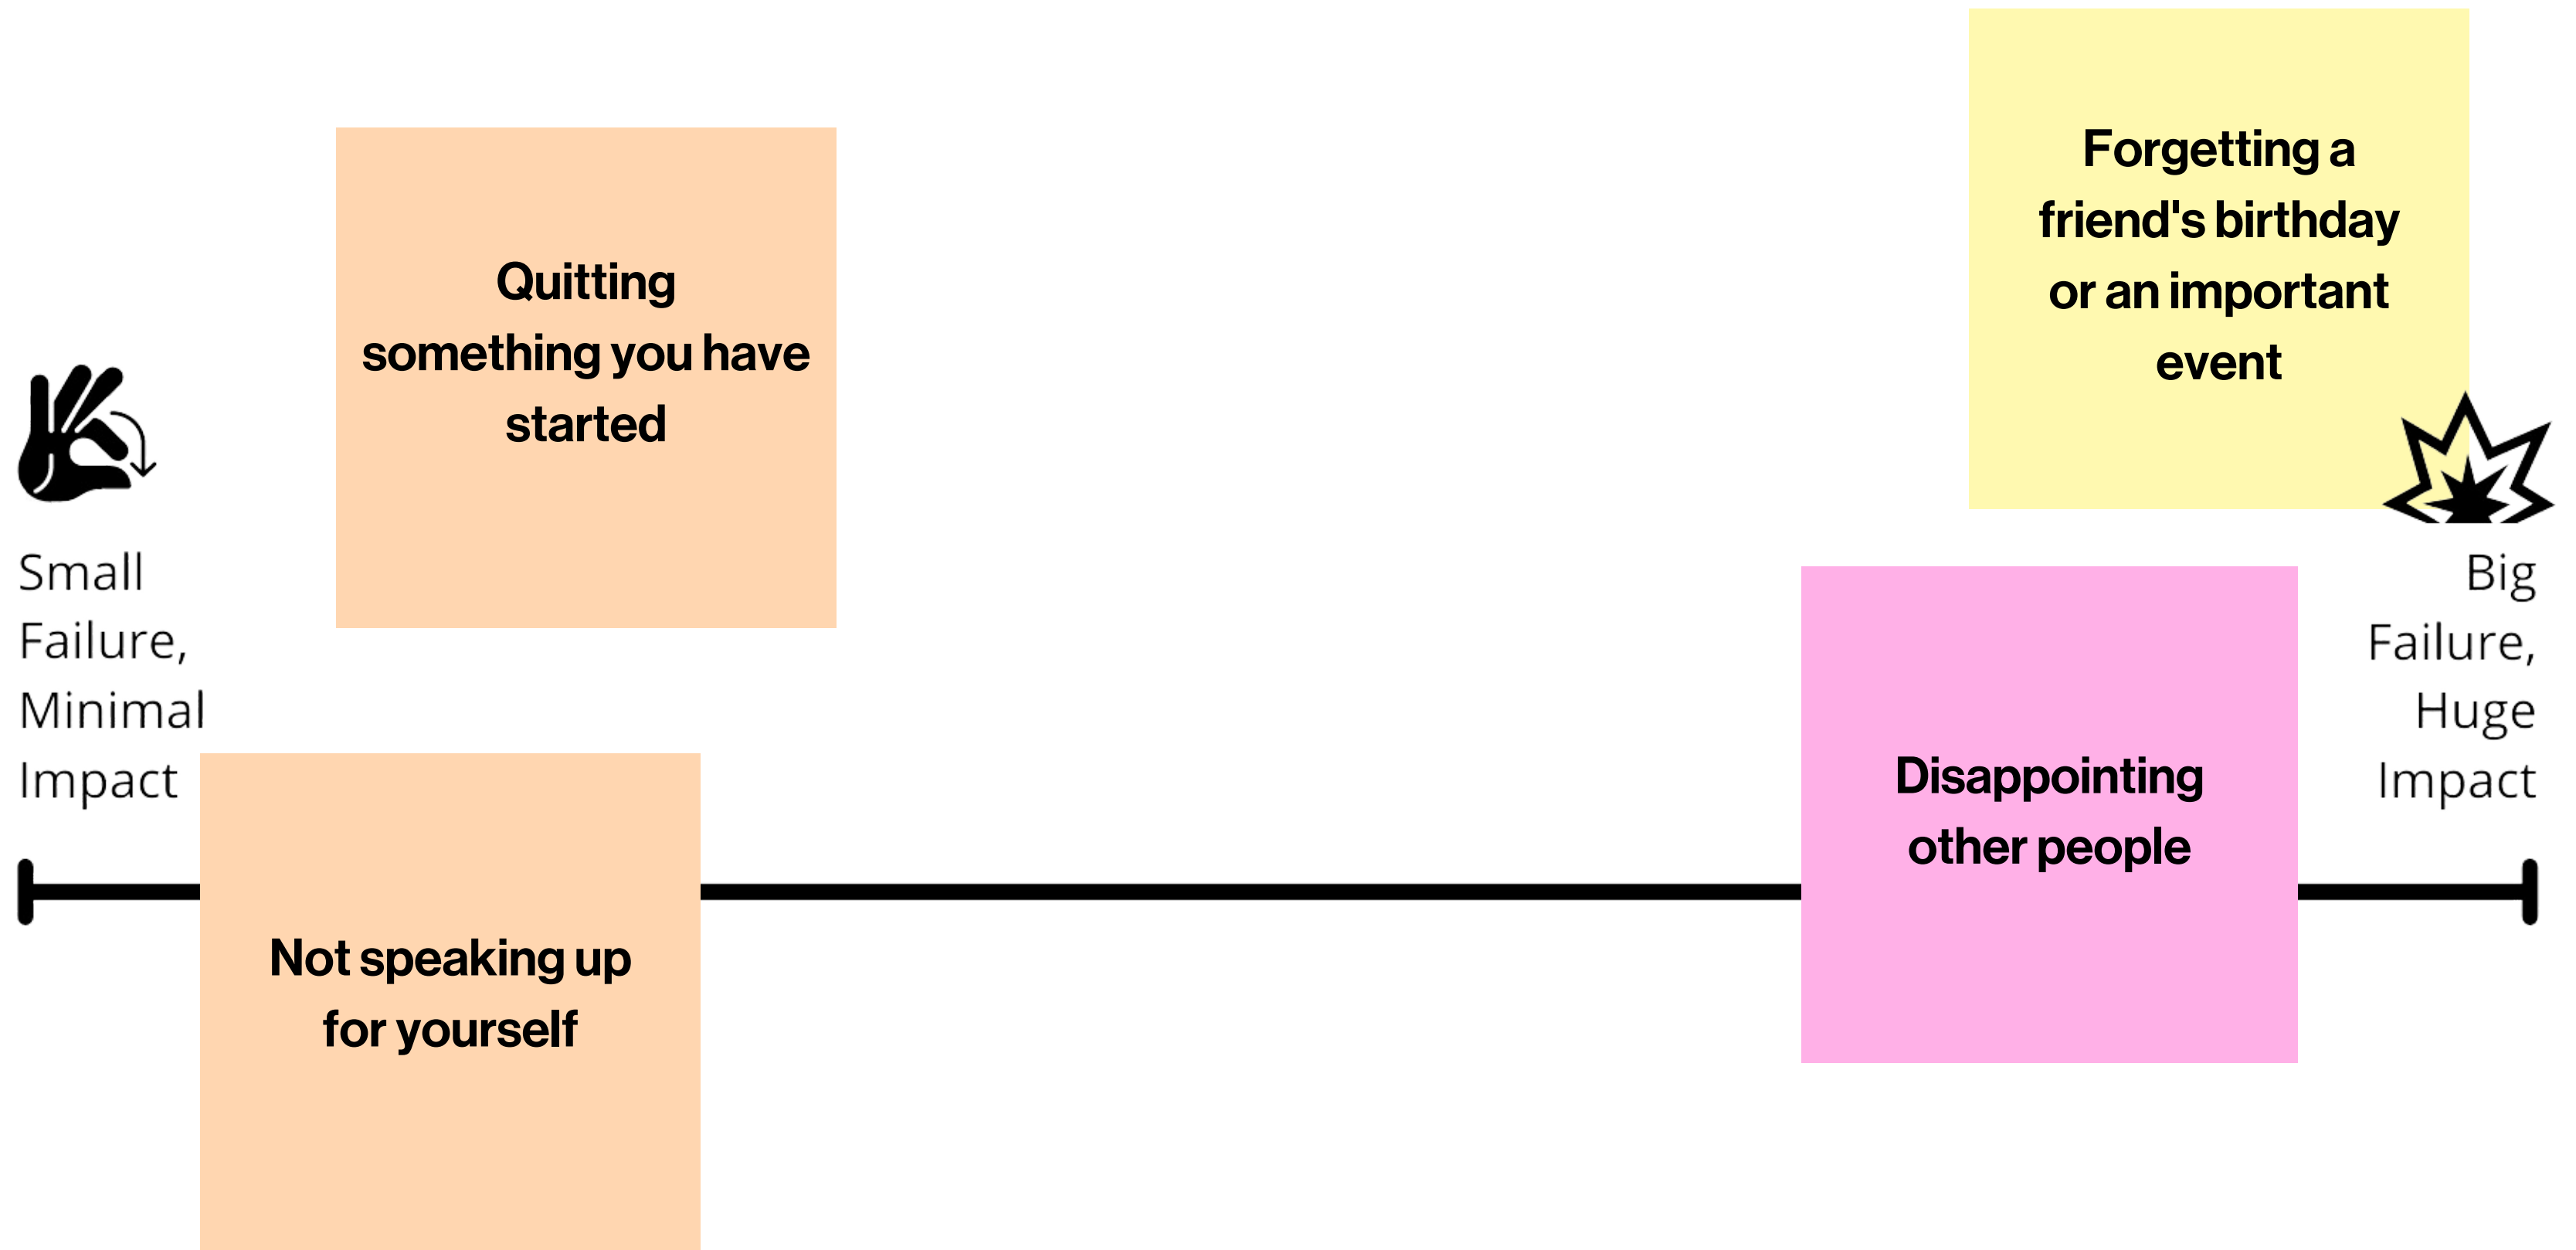 Quitting
something you have
started
Forgetting a
friend's birthday
or an important
event
Small
Failure,
Minimal
Impact
Big
Failure,
Huge
Impact
Not speaking up
for yourself
Disappointing
other people